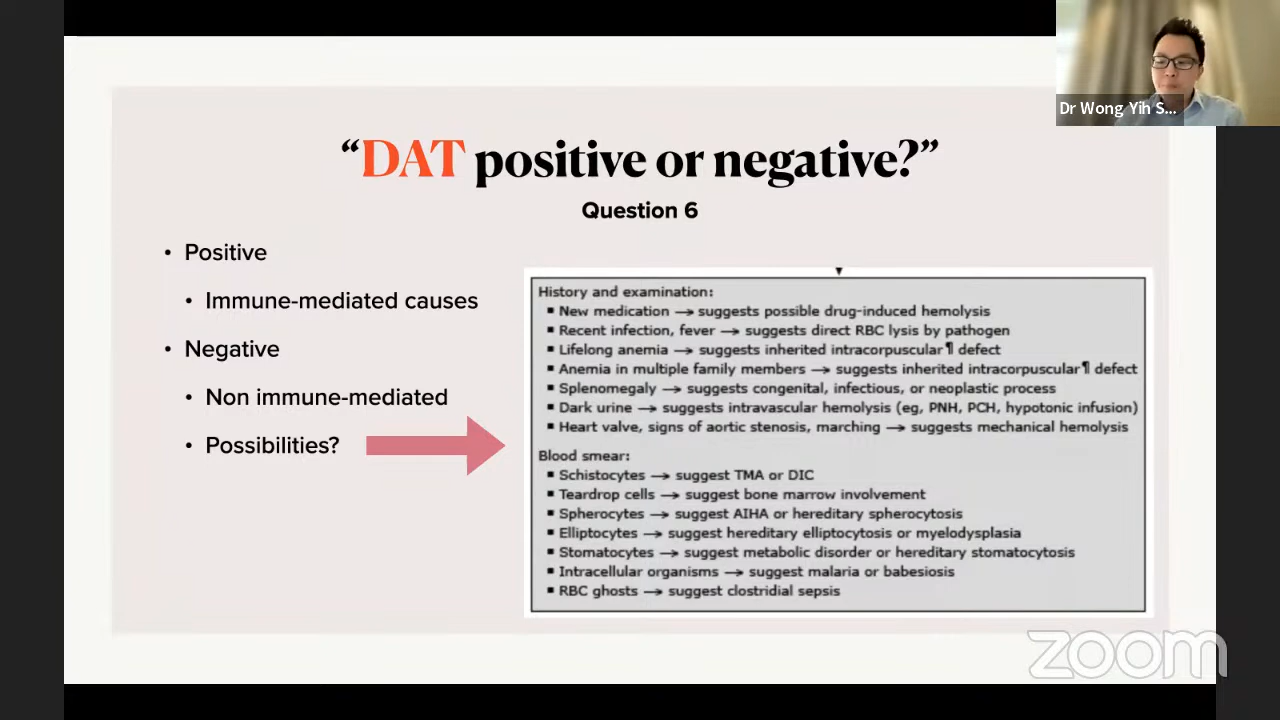 Dr Wong Yih S...
“DAT positive or negative?”
Question 6
• Positive
• Immune-mediated causes
• Negative
• Non immune-mediated
• Possibilities?
History and examination:
▪ New medication → suggests possible drug-induced hemolysis
▪ Recent infection, fever → suggests direct RBC lysis by pathogen
▪ Lifelong anemia → suggests inherited intracorpuscular¶ defect
▪ Anemia in multiple family members → suggests inherited intracorpuscular¶ defect
▪ Splenomegaly → suggests congenital, infectious, or neoplastic process
▪ Dark urine → suggests intravascular hemolysis (eg, PNH, PCH, hypotonic infusion)
▪ Heart valve, signs of aortic stenosis, marching → suggests mechanical hemolysis
Blood smear:
▪ Schistocytes → suggest TMA or DIC
▪ Teardrop cells → suggest bone marrow involvement
▪ Spherocytes → suggest AIHA or hereditary spherocytosis
▪ Elliptocytes → suggest hereditary elliptocytosis or myelodysplasia
▪ Stomatocytes → suggest metabolic disorder or hereditary stomatocytosis
▪ Intracellular organisms → suggest malaria or babesiosis
▪ RBC ghosts → suggest clostridial sepsis
zoom